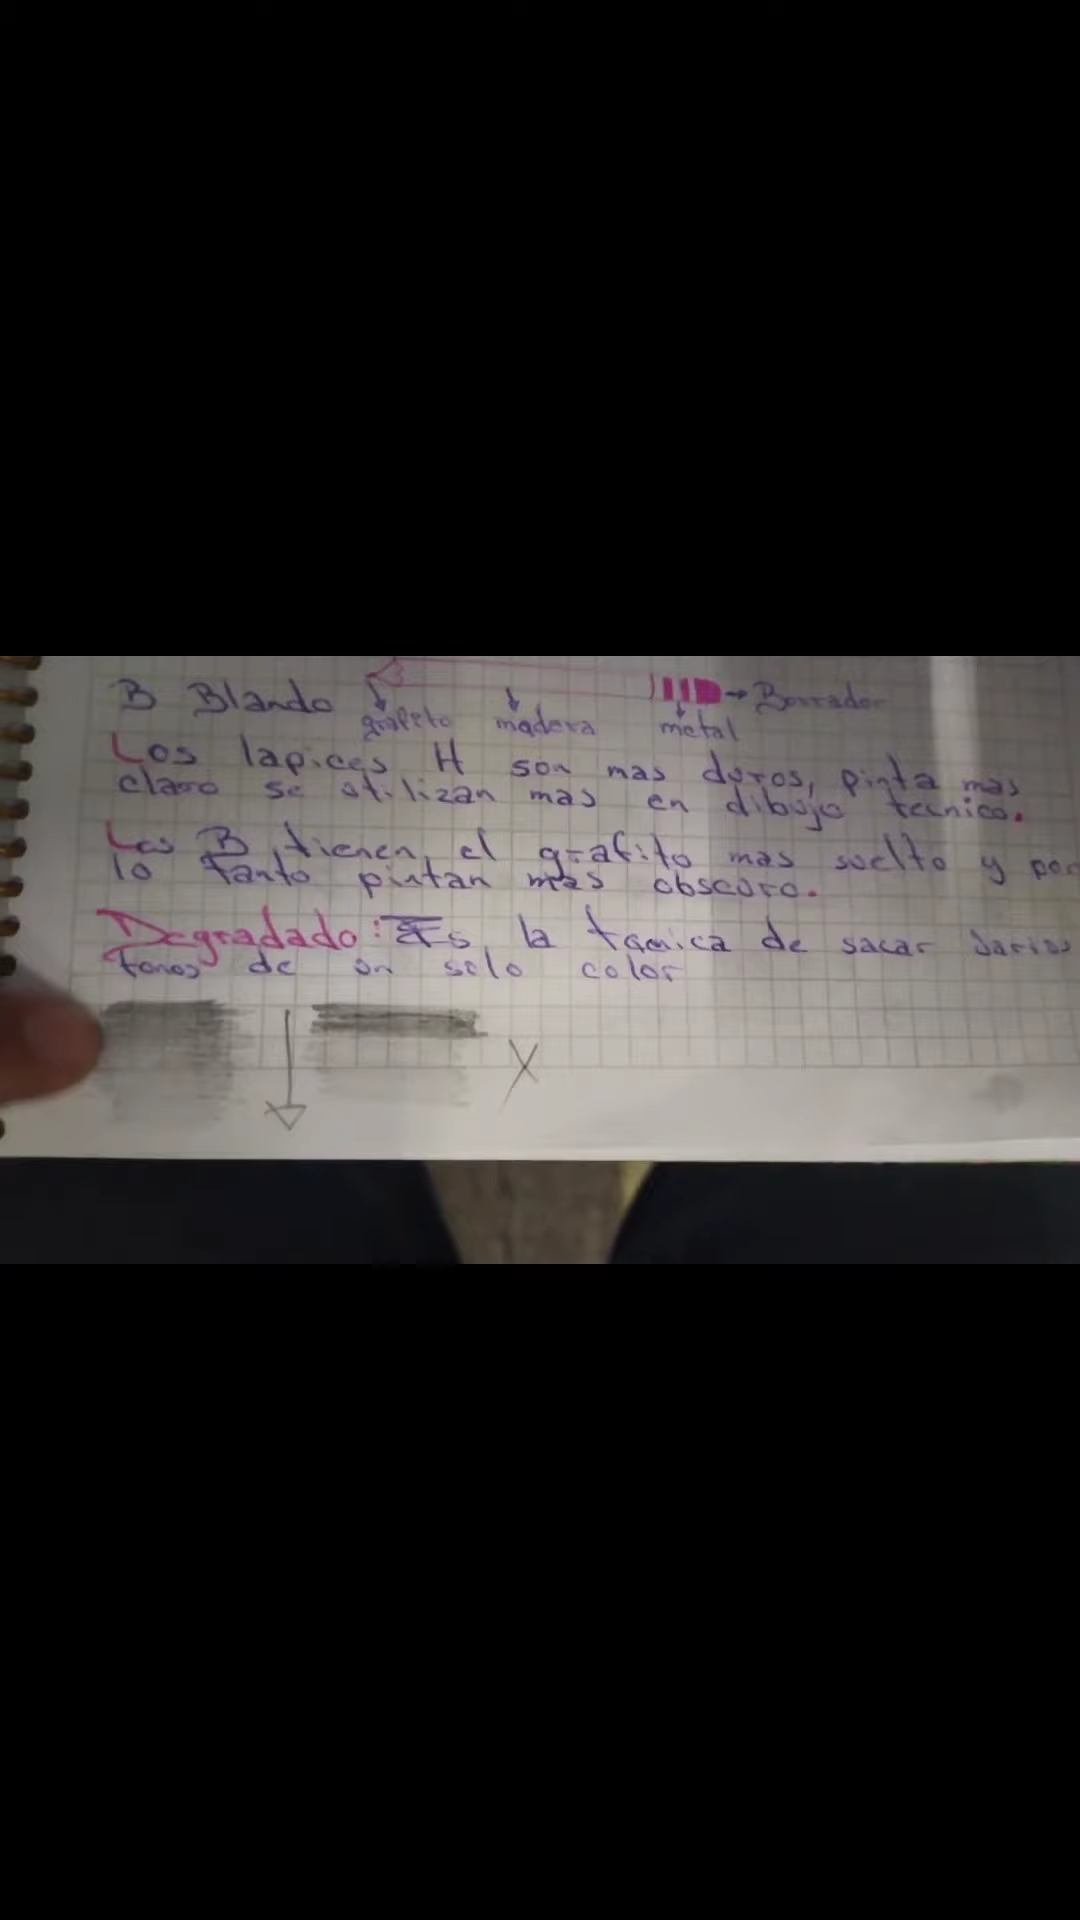 B Blando
→ Borrador
grafito madera metal
Los lapices H son mas duros, pinta mas
claro se utilizan mas en dibujo tecnico.
Los B tienen el grafito mas suelto y por
lo tanto pintan mas obscuro.
Degradado: Es la tecnica de sacar varios
tonos de un solo color
X